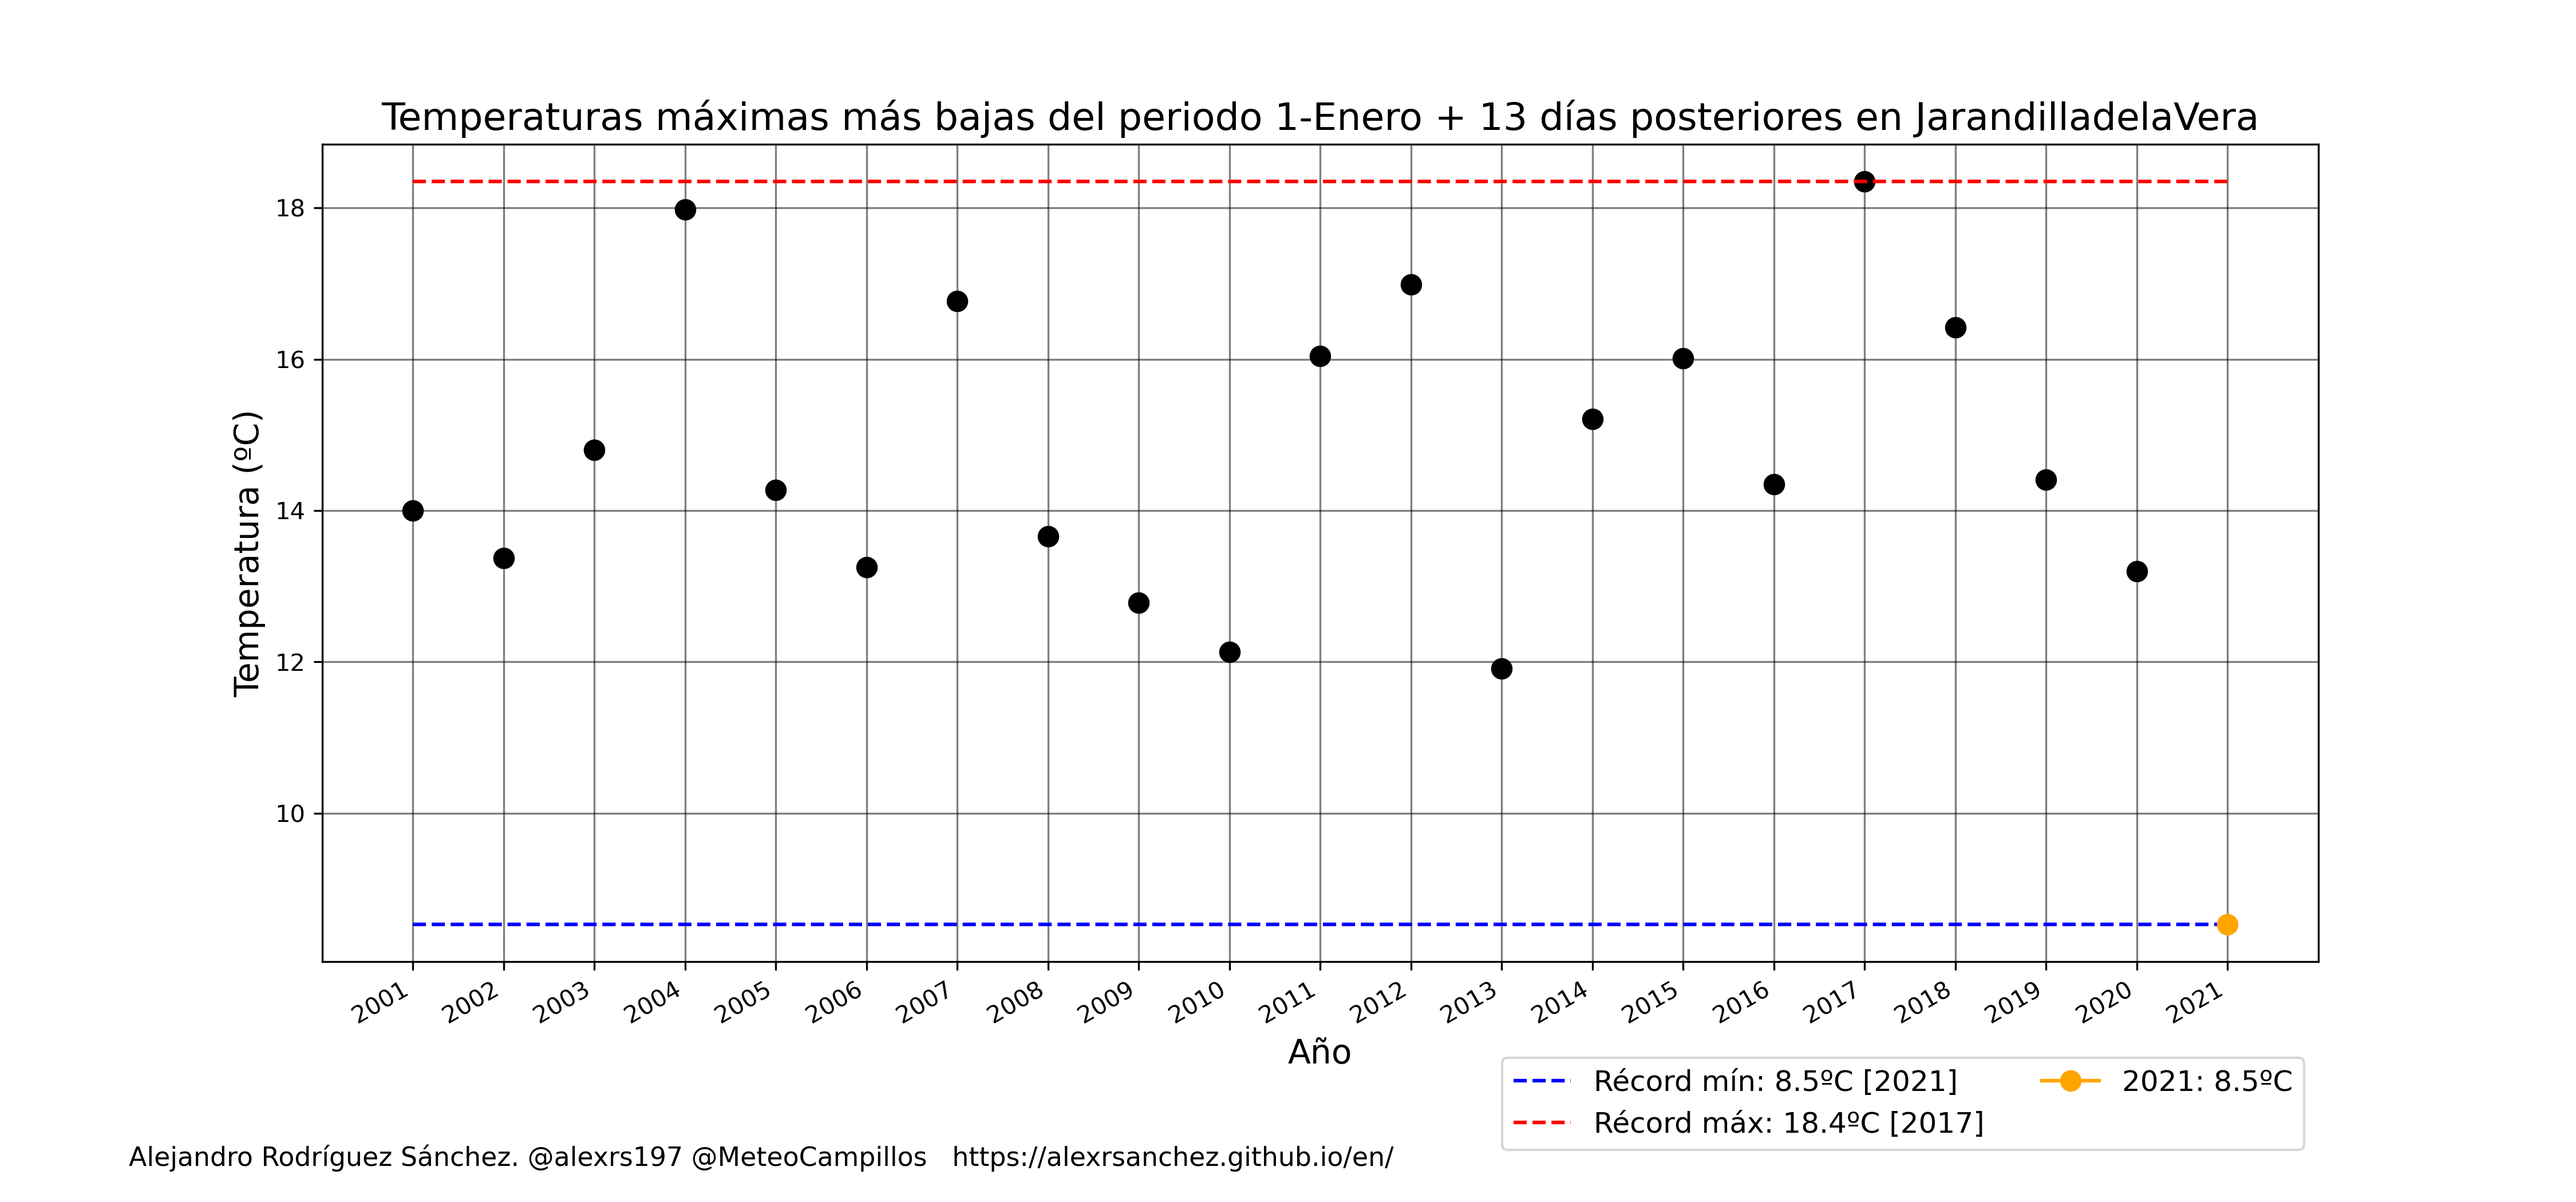 Temperaturas máximas más bajas del periodo 1-Enero + 13 días posteriores en JarandilladelaVera
Temperatura (ºC)
18
16
14
12
10
2001 2002 2003 2004 2005 2006 2007 2008 2009 2010 2011 2012 2013 2014 2015 2016 2017 2018 2019 2020 2021
Año
Récord mín: 8.5ºC [2021]
Récord máx: 18.4ºC [2017]
2021: 8.5ºC
Alejandro Rodríguez Sánchez. @alexrs197 @MeteoCampillos https://alexrsanchez.github.io/en/